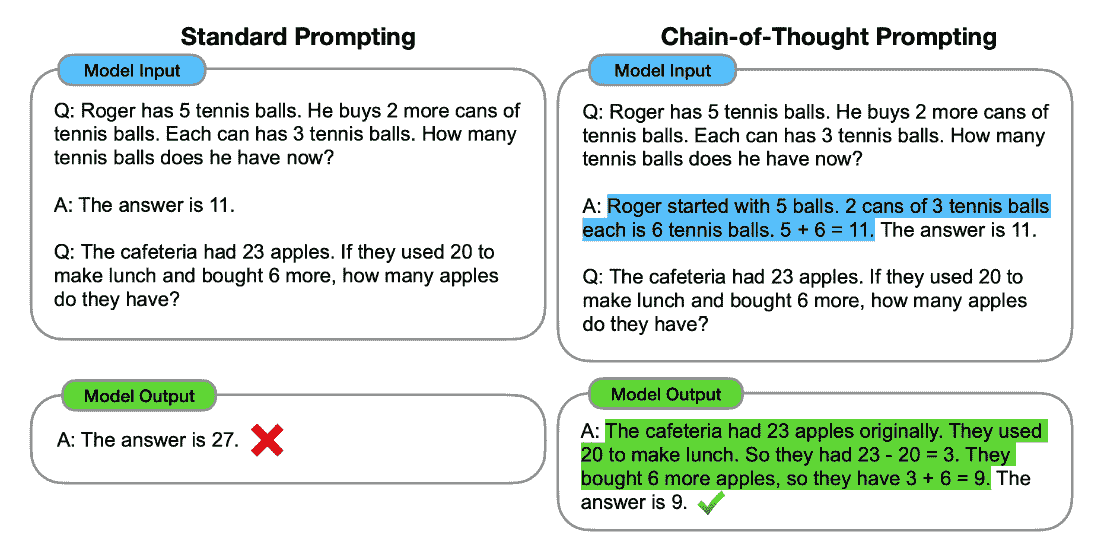 Standard Prompting
Model Input
Q: Roger has 5 tennis balls. He buys 2 more cans of
tennis balls. Each can has 3 tennis balls. How many
tennis balls does he have now?
A: The answer is 11.
Q: The cafeteria had 23 apples. If they used 20 to
make lunch and bought 6 more, how many apples
do they have?
Model Output
A: The answer is 27.
Chain-of-Thought Prompting
Model Input
Q: Roger has 5 tennis balls. He buys 2 more cans of
tennis balls. Each can has 3 tennis balls. How many
tennis balls does he have now?
A: Roger started with 5 balls. 2 cans of 3 tennis balls
each is 6 tennis balls. 5 + 6 = 11. The answer is 11.
Q: The cafeteria had 23 apples. If they used 20 to
make lunch and bought 6 more, how many apples
do they have?
Model Output
A: The cafeteria had 23 apples originally. They used
20 to make lunch. So they had 23 - 20 = 3. They
bought 6 more apples, so they have 3 + 6 = 9. The
answer is 9.